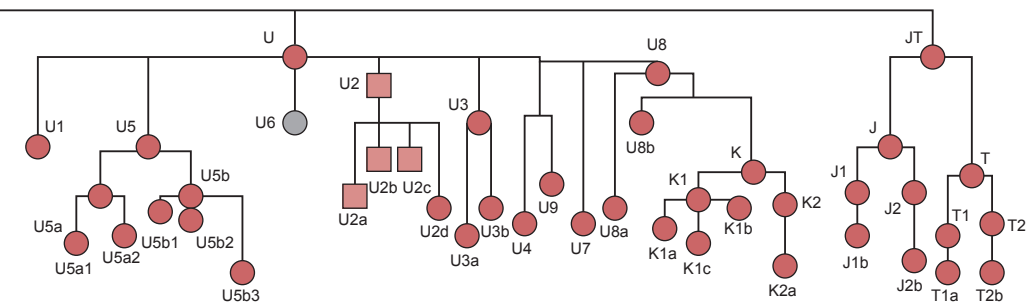 U
JT
U8
U2
U1
U5
U6
U3
U8b
J
K
T
U5b
U2b
U2c
J1
K1
K2
J2
U5a
U2a
U9
U5b1
U5b2
U2d
U3b
U4
U7
U8a
K1a
K1b
T1
T2
U5a1
U5a2
U3a
K1c
J1b
U5b3
K2a
J2b
T1a
T2b